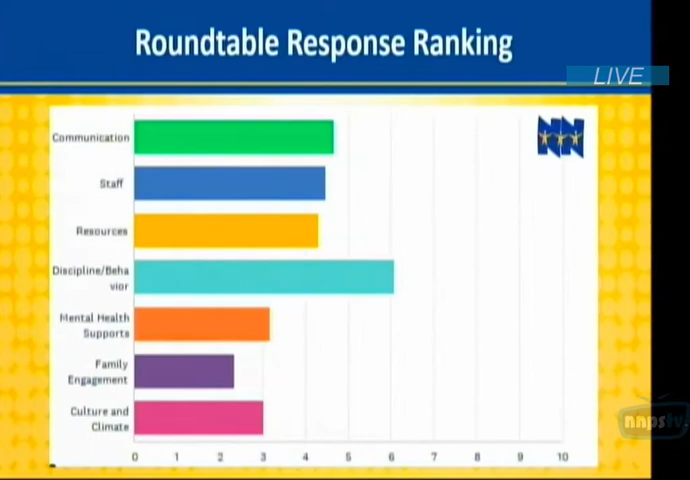 Roundtable Response Ranking
LIVE
Communication
Staff
Resources
Discipline/Beha
vior
Mental Health
Supports
Family
Engagement
Culture and
Climate
0 1 2 3 4 5 6 7 8 9 10
NN
nnpstv